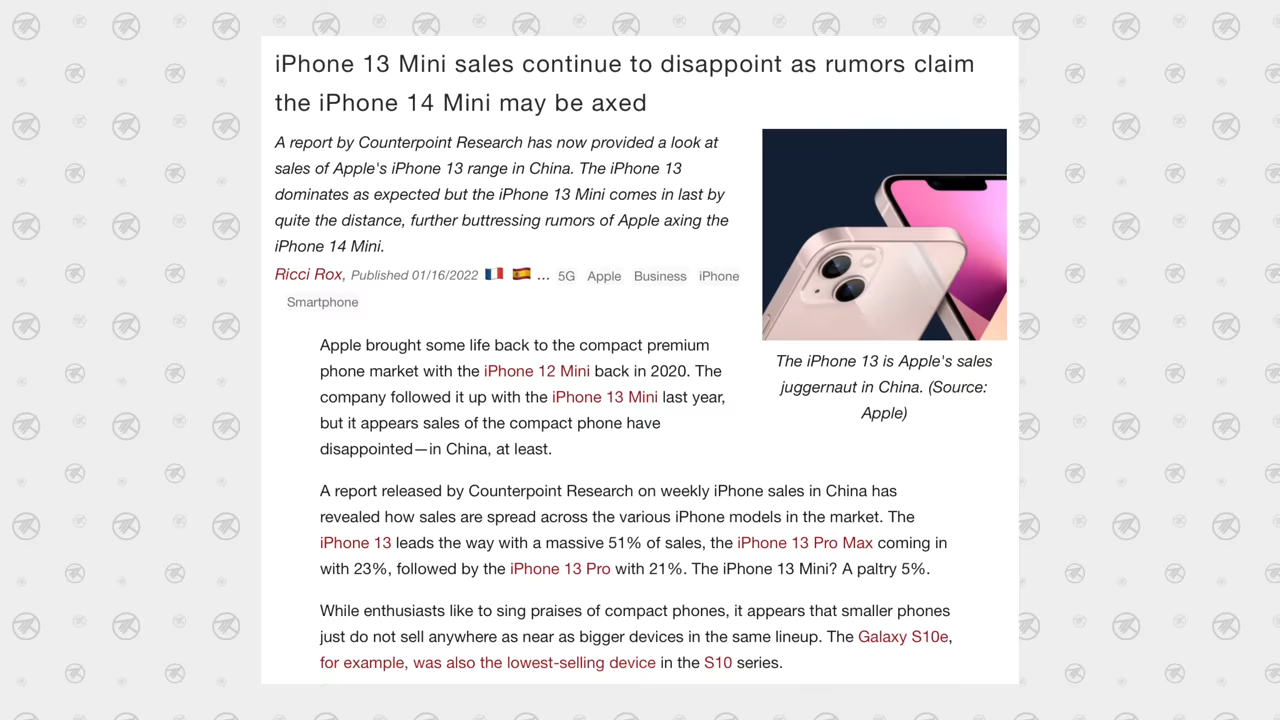 iPhone 13 Mini sales continue to disappoint as rumors claim
the iPhone 14 Mini may be axed
A report by Counterpoint Research has now provided a look at
sales of Apple's iPhone 13 range in China. The iPhone 13
dominates as expected but the iPhone 13 Mini comes in last by
quite the distance, further buttressing rumors of Apple axing the
iPhone 14 Mini.
Ricci Rox, Published 01/16/2022 ... 5G Apple Business iPhone
Smartphone
The iPhone 13 is Apple's sales
juggernaut in China. (Source:
Apple)
Apple brought some life back to the compact premium
phone market with the iPhone 12 Mini back in 2020. The
company followed it up with the iPhone 13 Mini last year,
but it appears sales of the compact phone have
disappointed—in China, at least.
A report released by Counterpoint Research on weekly iPhone sales in China has
revealed how sales are spread across the various iPhone models in the market. The
iPhone 13 leads the way with a massive 51% of sales, the iPhone 13 Pro Max coming in
with 23%, followed by the iPhone 13 Pro with 21%. The iPhone 13 Mini? A paltry 5%.
While enthusiasts like to sing praises of compact phones, it appears that smaller phones
just do not sell anywhere as near as bigger devices in the same lineup. The Galaxy S10e,
for example, was also the lowest-selling device in the S10 series.